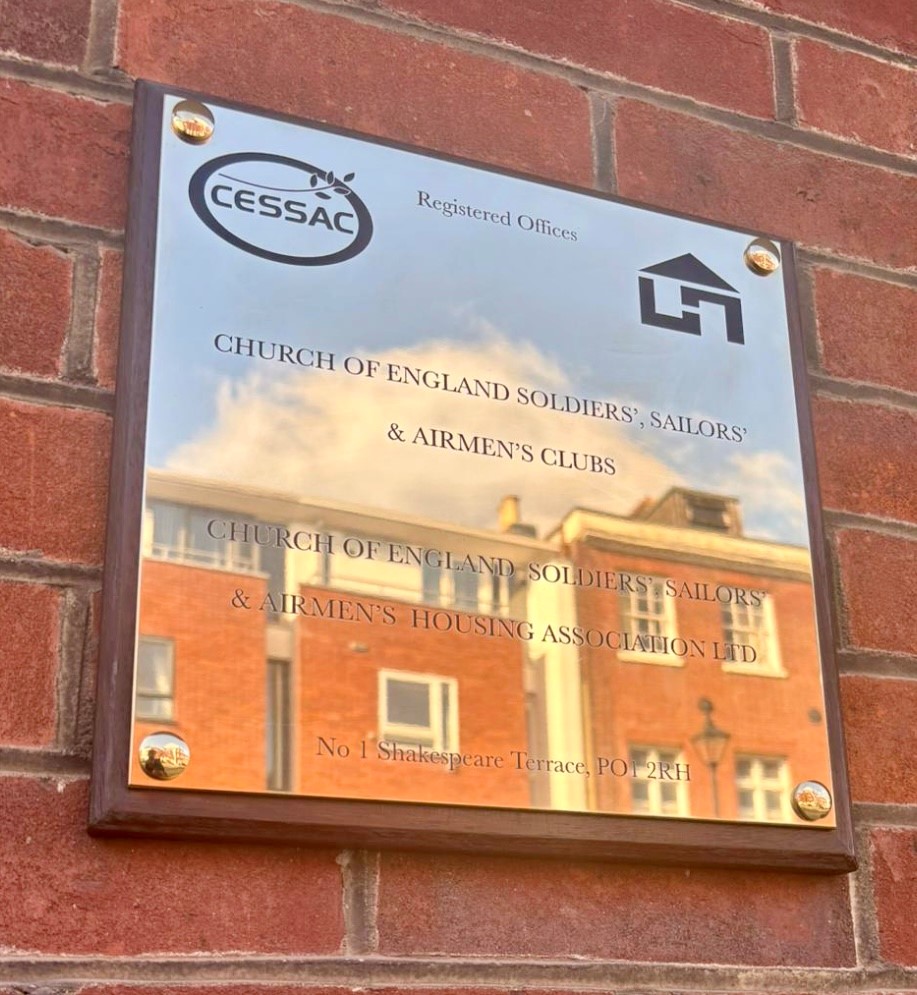 CESSAC
Registered Offices
CHURCH OF ENGLAND SOLDIERS', SAILORS'
& AIRMEN'S CLUBS
CHURCH OF ENGLAND SOLDIERS', SAILORS'
& AIRMEN'S HOUSING ASSOCIATION LTD
No 1 Shakespeare Terrace, PO1 2RH